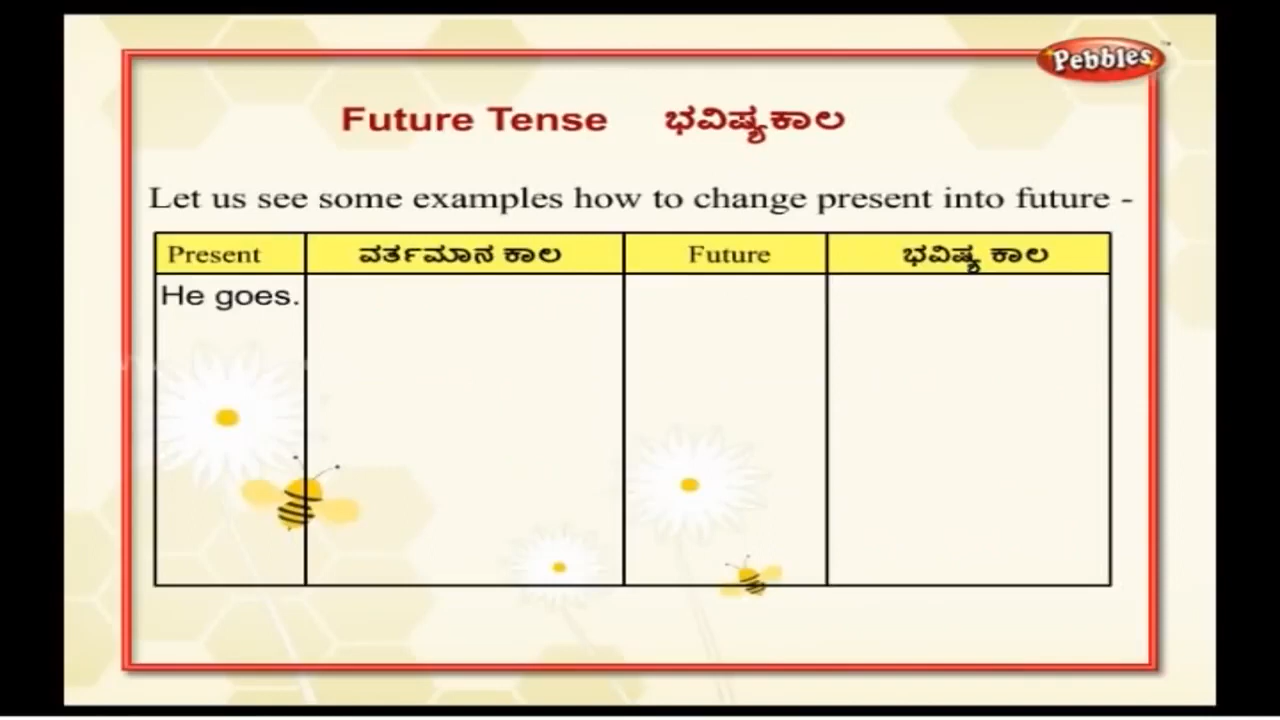 Pebbles
Future Tense ಭವಿಷ್ಯಕಾಲ
Let us see some examples how to change present into future -
Present ವರ್ತಮಾನ ಕಾಲ Future ಭವಿಷ್ಯ ಕಾಲ
He goes.